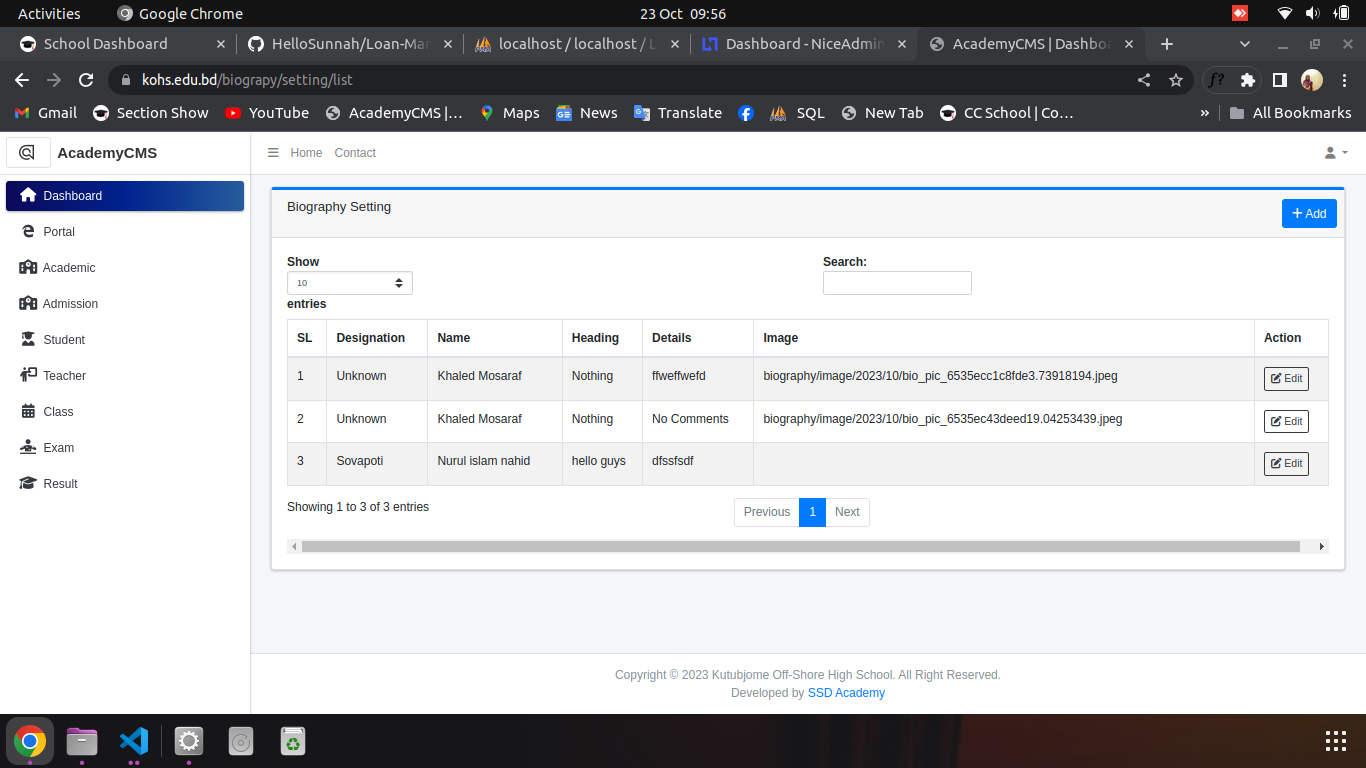 Activities Google Chrome 23 Oct 09:56
School Dashboard HelloSunnah/Loan-Mar localhost / localhost / L Dashboard - NiceAdmin AcademyCMS | Dashboa
kohs.edu.bd/biograpy/setting/list
Gmail Section Show YouTube AcademyCMS |... Maps News Translate SQL New Tab CC School | Co... » All Bookmarks
AcademyCMS
Home Contact
Dashboard
Portal
Academic
Admission
Student
Teacher
Class
Exam
Result
Biography Setting
+ Add
Show
10
entries
Search:
SL Designation Name Heading Details Image Action
1 Unknown Khaled Mosaraf Nothing ffweffwefd biography/image/2023/10/bio_pic_6535ecc1c8fde3.73918194.jpeg Edit
2 Unknown Khaled Mosaraf Nothing No Comments biography/image/2023/10/bio_pic_6535ec43deed19.04253439.jpeg Edit
3 Sovapoti Nurul islam nahid hello guys dfssfsdf Edit
Showing 1 to 3 of 3 entries
Previous 1 Next
Copyright © 2023 Kutubjome Off-Shore High School. All Right Reserved.
Developed by SSD Academy